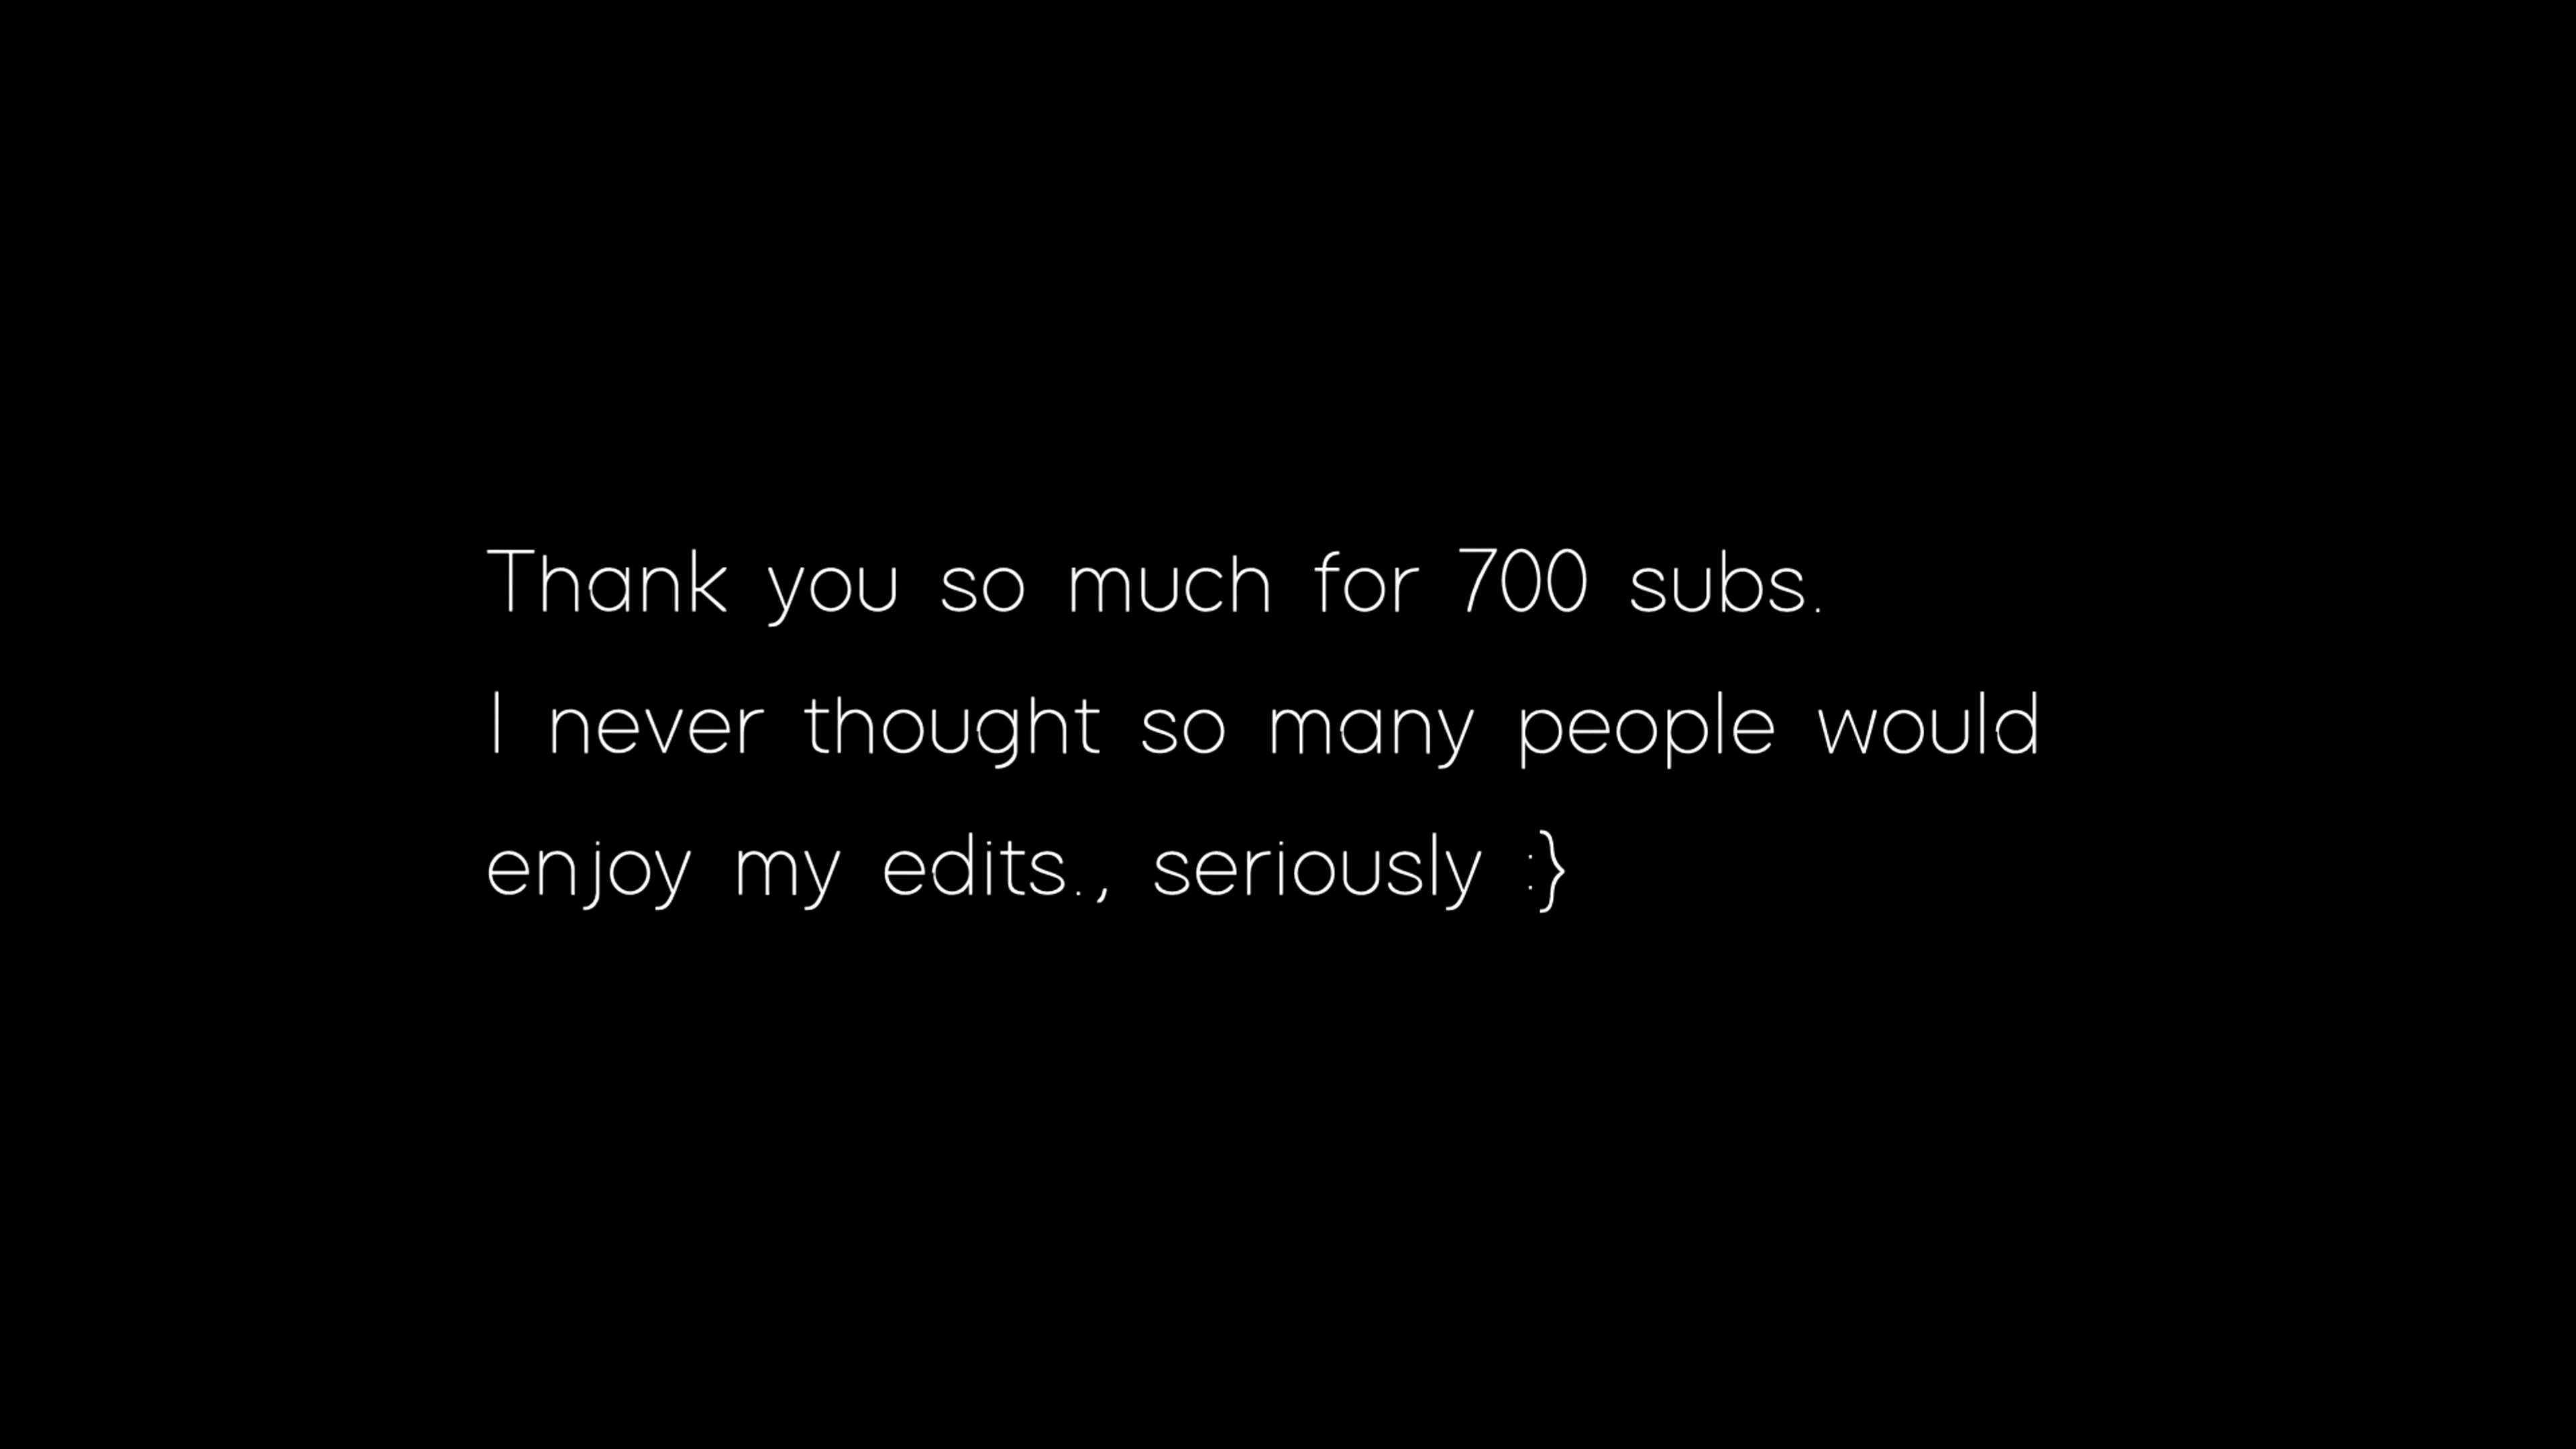 Thank you so much for 700 subs.
I never thought so many people would
enjoy my edits., seriously :}